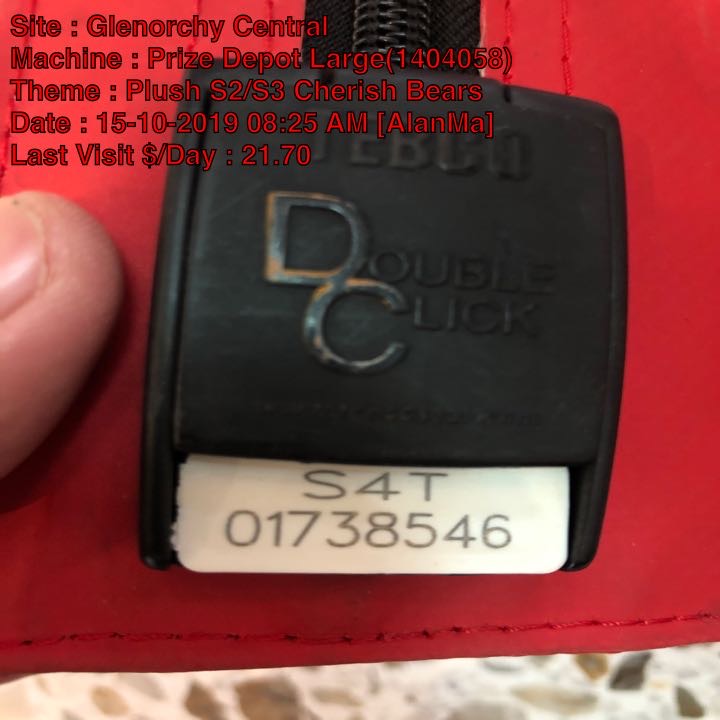 Site : Glenorchy Central
Machine : Prize Depot Large(1404058)
Theme : Plush S2/S3 Cherish Bears
Date : 15-10-2019 08:25 AM [AlanMa]
Last Visit $/Day : 21.70
DOUBLE
CLICK
S4T
01738546